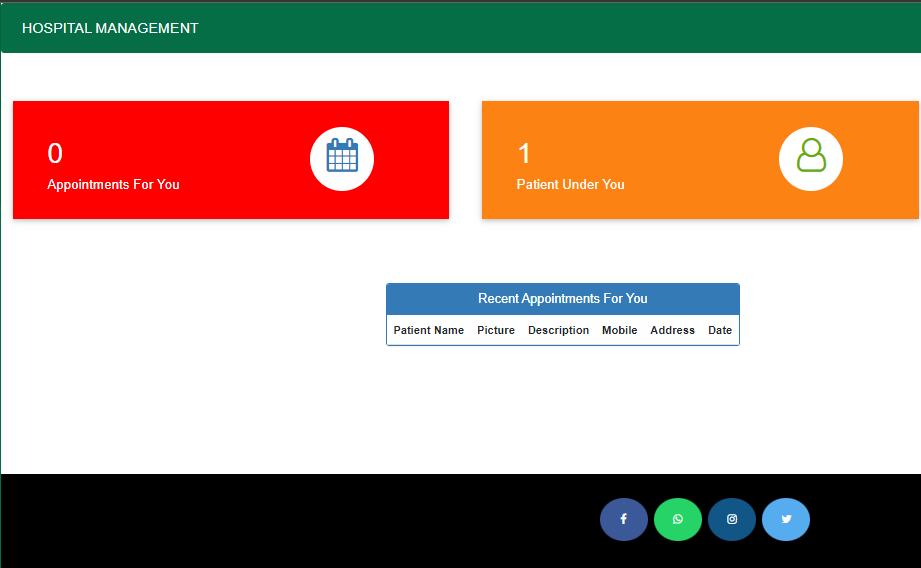 HOSPITAL MANAGEMENT
0
Appointments For You
1
Patient Under You
Recent Appointments For You
Patient Name Picture Description Mobile Address Date